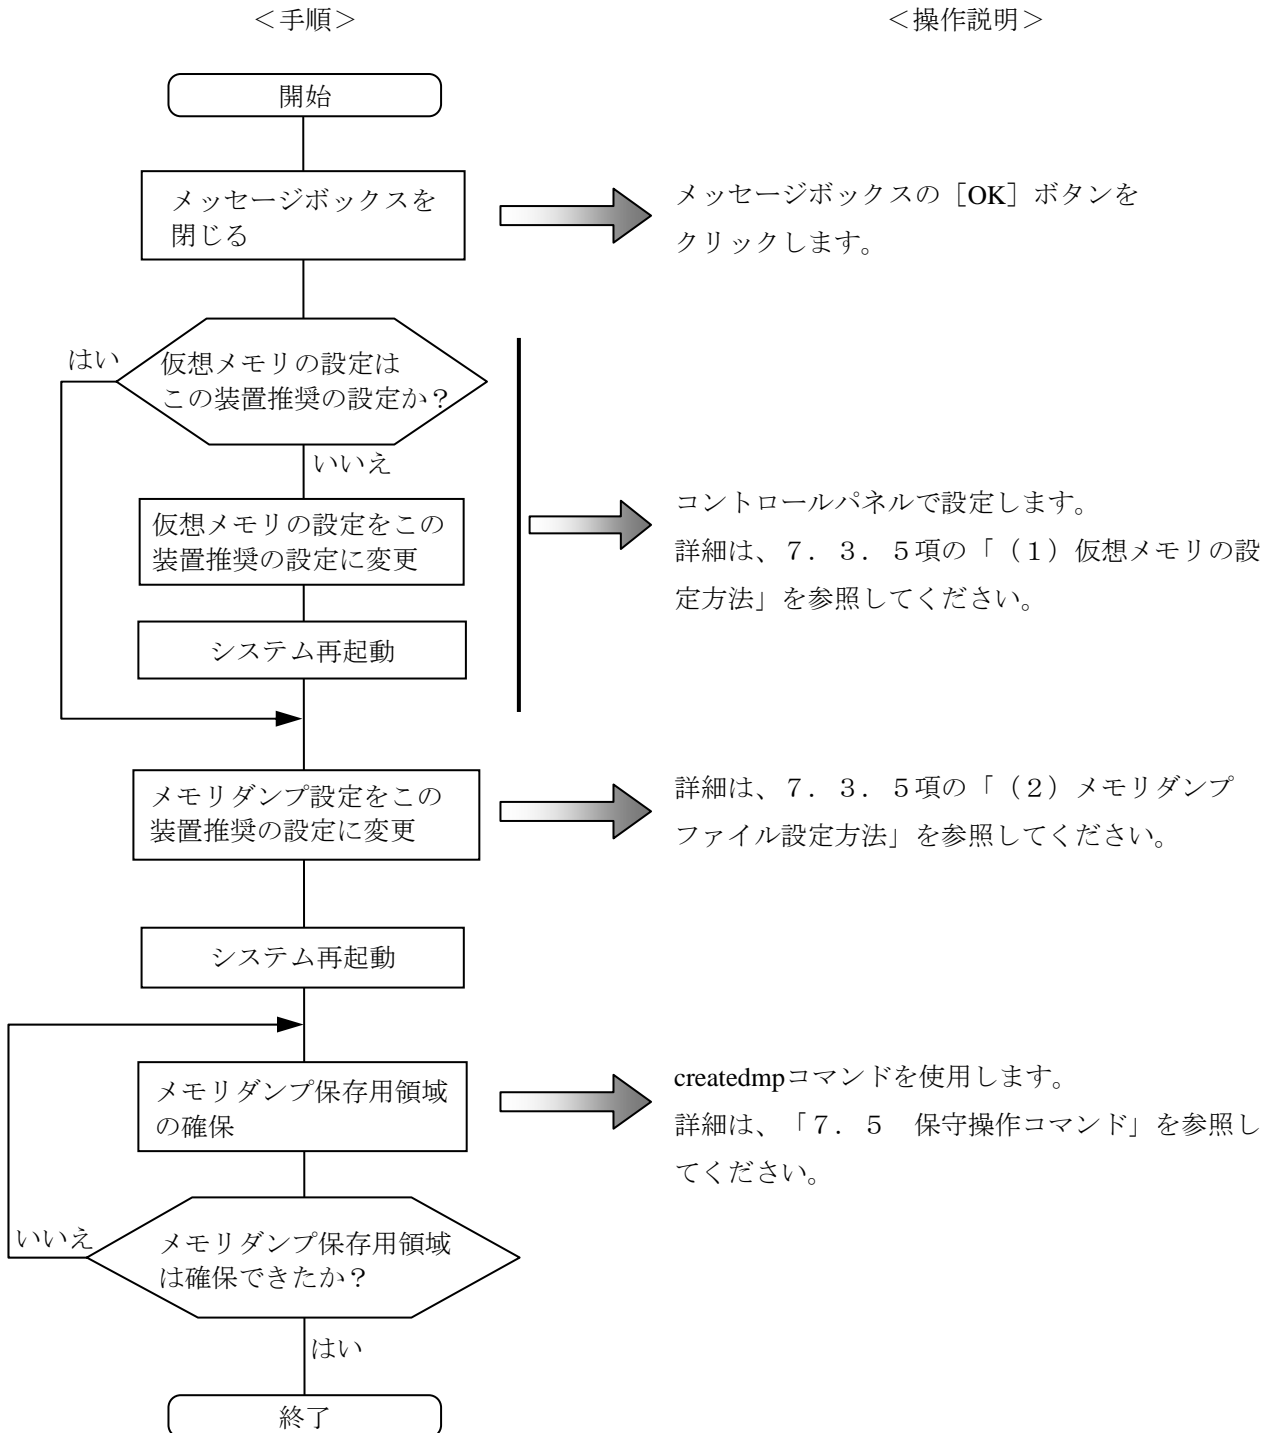 ＜手順＞
＜操作説明＞
開始
メッセージボックスを
閉じる
メッセージボックスの［OK］ボタンを
クリックします。
はい
仮想メモリの設定は
この装置推奨の設定か？
いいえ
仮想メモリの設定をこの
装置推奨の設定に変更
システム再起動
コントロールパネルで設定します。
詳細は、７．３．５項の「（１）仮想メモリの設
定方法」を参照してください。
メモリダンプ設定をこの
装置推奨の設定に変更
詳細は、７．３．５項の「（２）メモリダンプ
ファイル設定方法」を参照してください。
システム再起動
メモリダンプ保存用領域
の確保
createdmpコマンドを使用します。
詳細は、「７．５　保守操作コマンド」を参照し
てください。
いいえ
メモリダンプ保存用領域
は確保できたか？
はい
終了